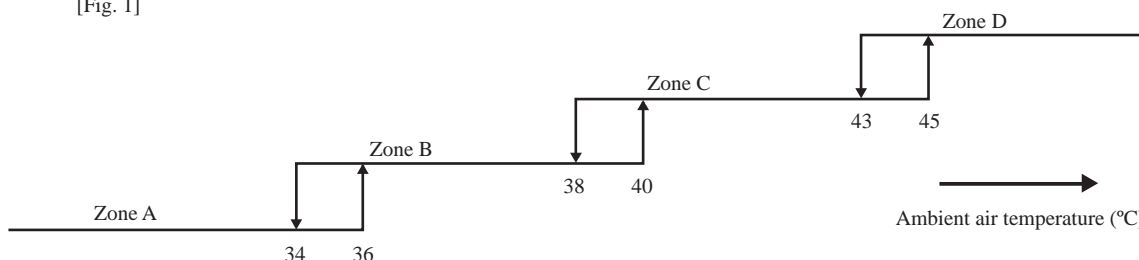 [Fig. 1]
Zone D
Zone C
43 45
Zone B
38 40
Zone A
Ambient air temperature (ºC)
34 36